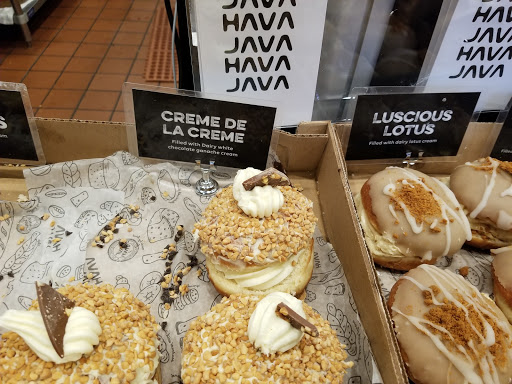 JAVA
HAVA
JAVA
HAVA
JAVA
HAVA
JAVA
HAVA
JAVA
CREME DE
LA CREME
Filled with Dairy white
chocolate ganache cream
LUSCIOUS
LOTUS
Filled with Dairy lotus cream